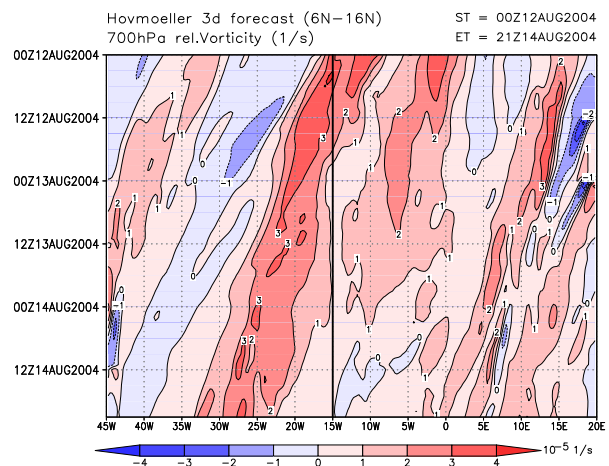 Hovmoeller 3d forecast (6N−16N) ST = 00Z12AUG2004
700hPa rel.Vorticity (1/s) ET = 21Z14AUG2004
00Z12AUG2004
12Z12AUG2004
00Z13AUG2004
12Z13AUG2004
00Z14AUG2004
12Z14AUG2004
45W 40W 35W 30W 25W 20W 15W 10W 5W 0 5E 10E 15E 20E
−4 −3 −2 −1 0 1 2 3 4 10⁻⁵ 1/s